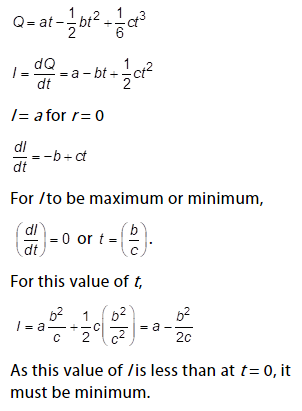 Q = at - 1/2 bt² + 1/6 ct³
I = dQ/dt = a - bt + 1/2 ct²
I = a for r = 0
dI/dt = -b + ct
For I to be maximum or minimum,
(dI/dt) = 0 or t = (b/c).
For this value of t,
I = a b²/c + 1/2 c(b²/c²) = a - b²/2c
As this value of I is less than at t = 0, it
must be minimum.